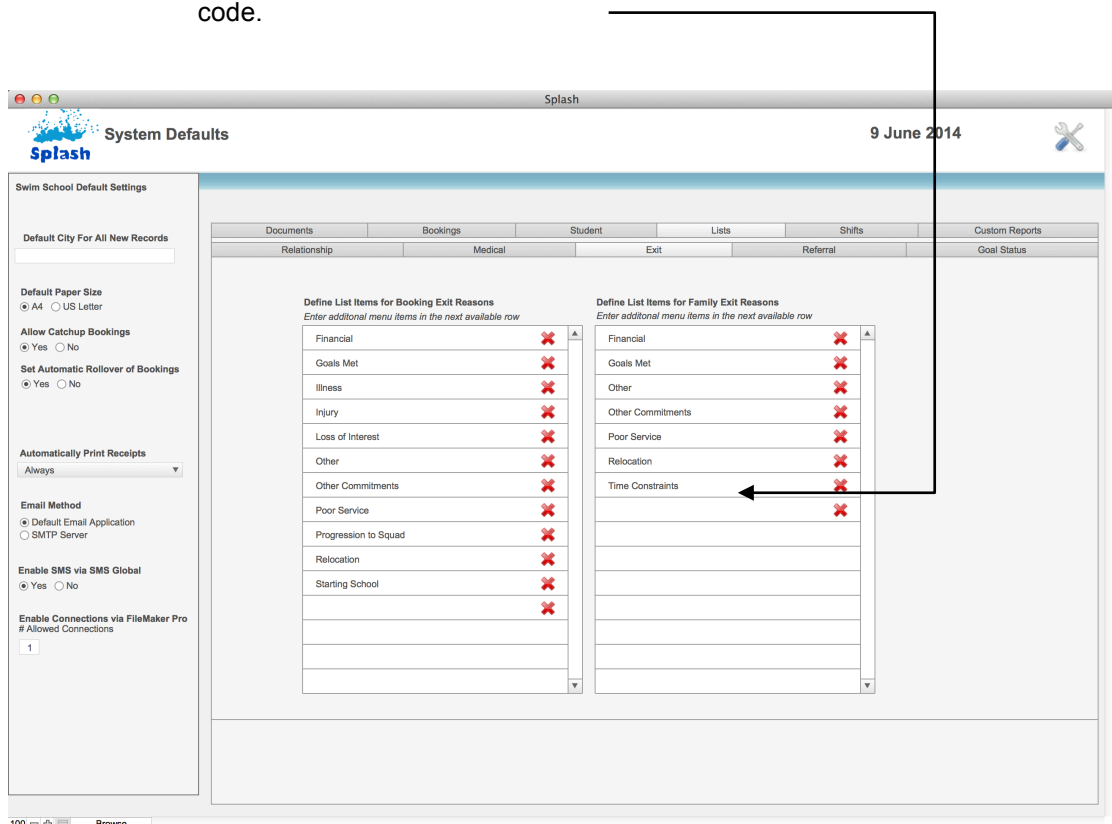 code.
Splash
Splash
System Defaults
9 June 2014
Swim School Default Settings
Default City For All New Records
Default Paper Size
A4 US Letter
Allow Catchup Bookings
Yes No
Set Automatic Rollover of Bookings
Yes No
Automatically Print Receipts
Always
Email Method
Default Email Application
SMTP Server
Enable SMS via SMS Global
Yes No
Enable Connections via FileMaker Pro
# Allowed Connections
1
Documents Bookings Student Lists Shifts Custom Reports
Relationship Medical Exit Referral Goal Status
Define List Items for Booking Exit Reasons
Enter additonal menu items in the next available row
Financial
Goals Met
Illness
Injury
Loss of Interest
Other
Other Commitments
Poor Service
Progression to Squad
Relocation
Starting School
Define List Items for Family Exit Reasons
Enter additonal menu items in the next available row
Financial
Goals Met
Other
Other Commitments
Poor Service
Relocation
Time Constraints
100 Browse